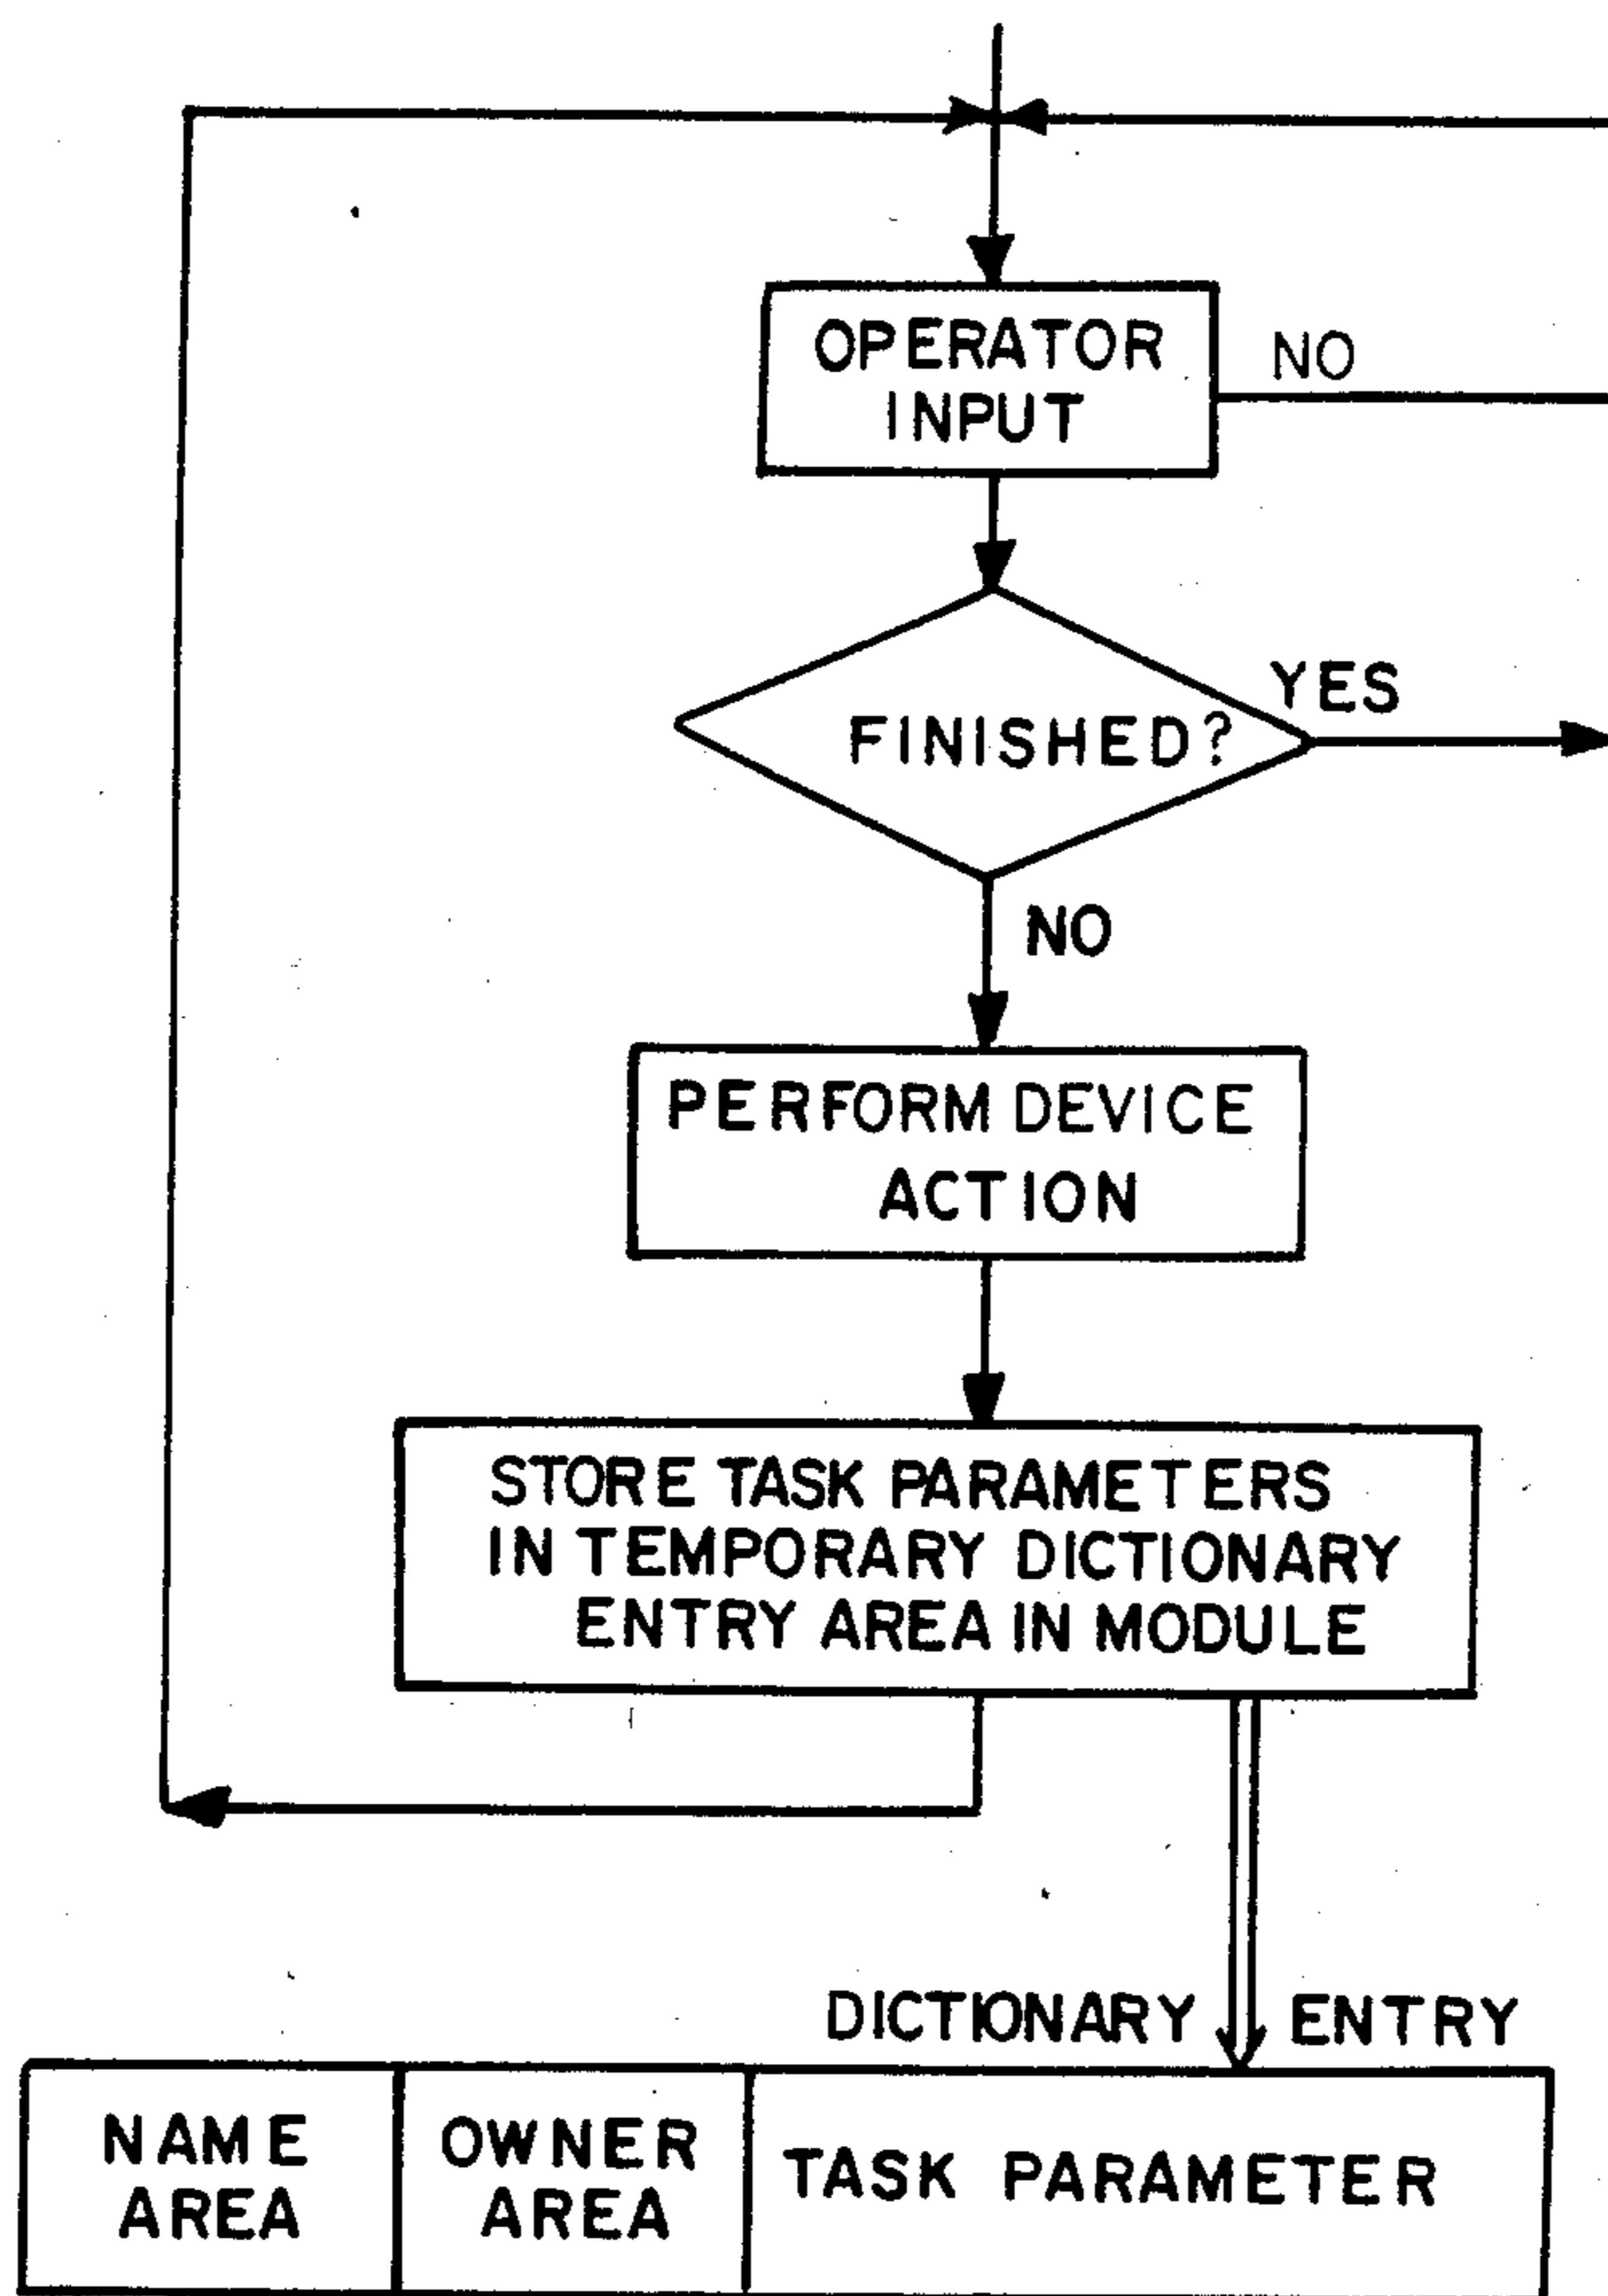 OPERATOR
INPUT
NO
FINISHED?
YES
NO
PERFORM DEVICE
ACTION
STORE TASK PARAMETERS
IN TEMPORARY DICTIONARY
ENTRY AREA IN MODULE
DICTIONARY ENTRY
NAME
AREA
OWNER
AREA
TASK PARAMETER